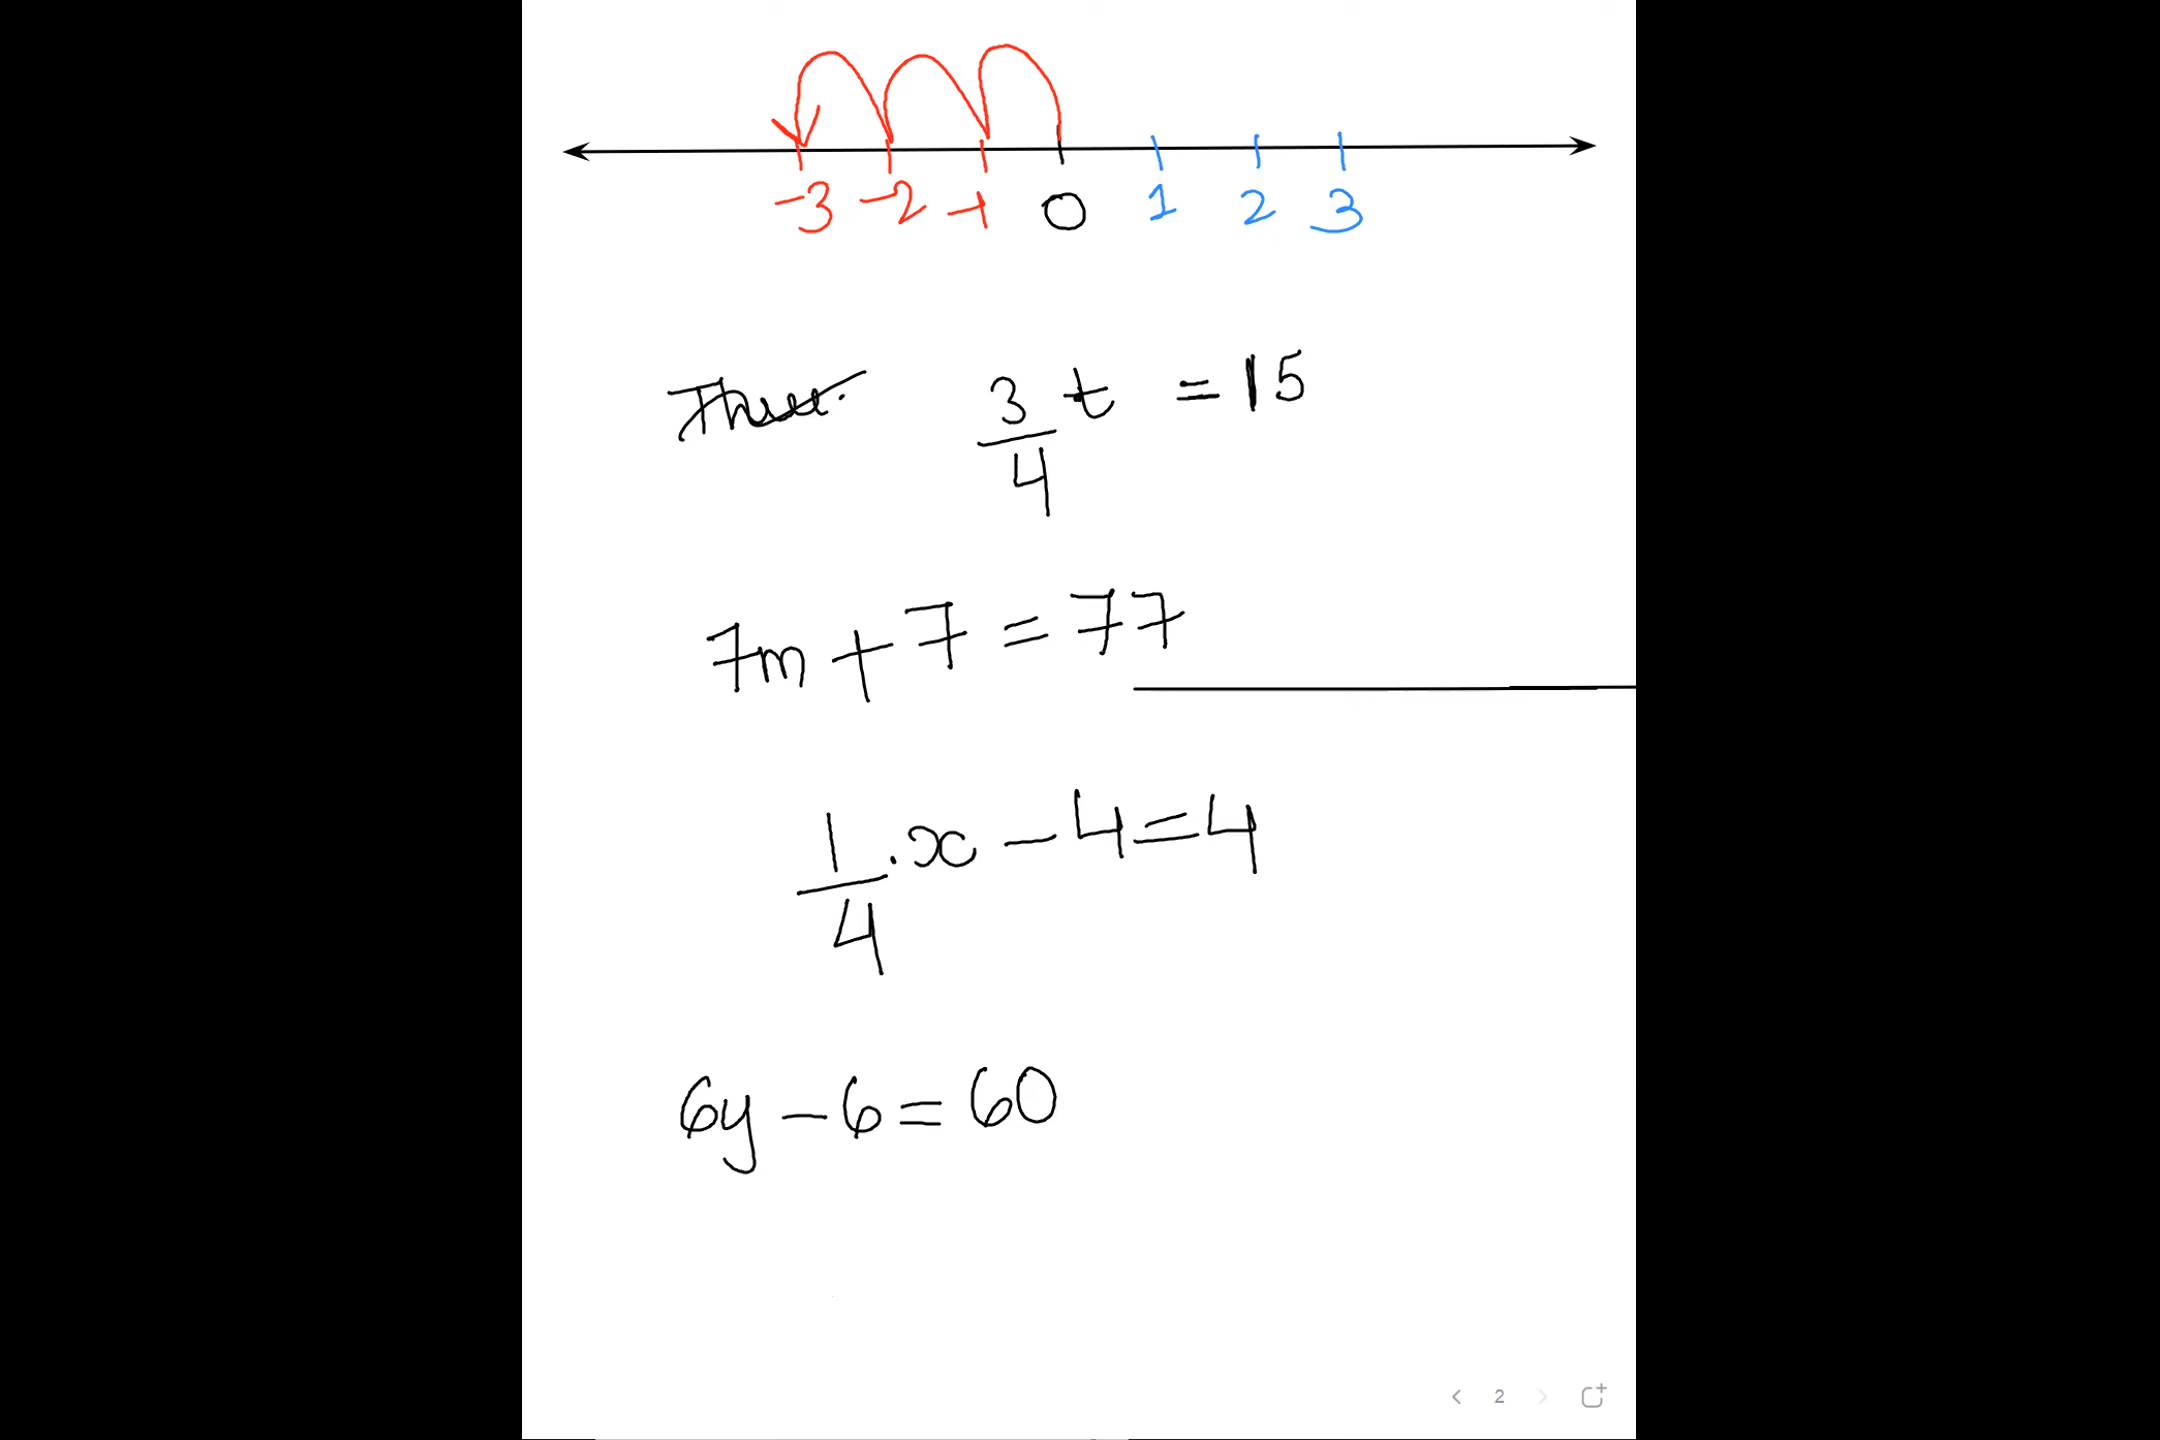 -3 -2 -1 0 1 2 3
3/4 t = 15
7m + 7 = 77
1/4 . x - 4 = 4
6y - 6 = 60
2